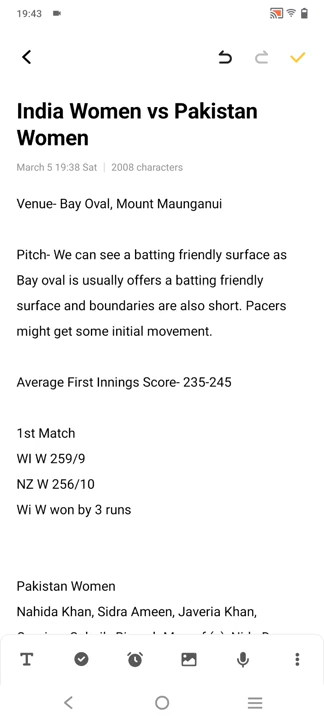 19:43
India Women vs Pakistan
Women
March 5 19:38 Sat | 2008 characters
Venue- Bay Oval, Mount Maunganui
Pitch- We can see a batting friendly surface as
Bay oval is usually offers a batting friendly
surface and boundaries are also short. Pacers
might get some initial movement.
Average First Innings Score- 235-245
1st Match
WI W 259/9
NZ W 256/10
Wi W won by 3 runs
Pakistan Women
Nahida Khan, Sidra Ameen, Javeria Khan,
T